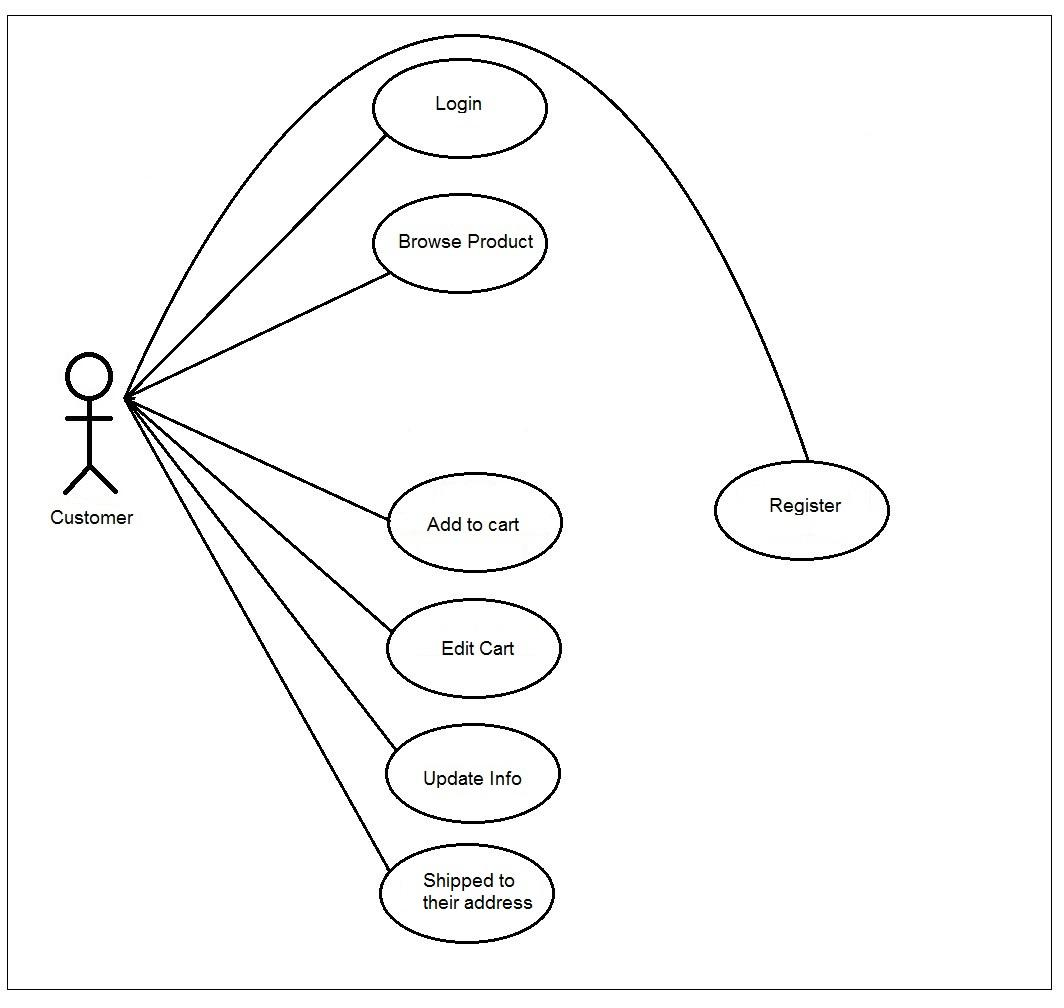 Login
Browse Product
Customer
Add to cart
Register
Edit Cart
Update Info
Shipped to
their address